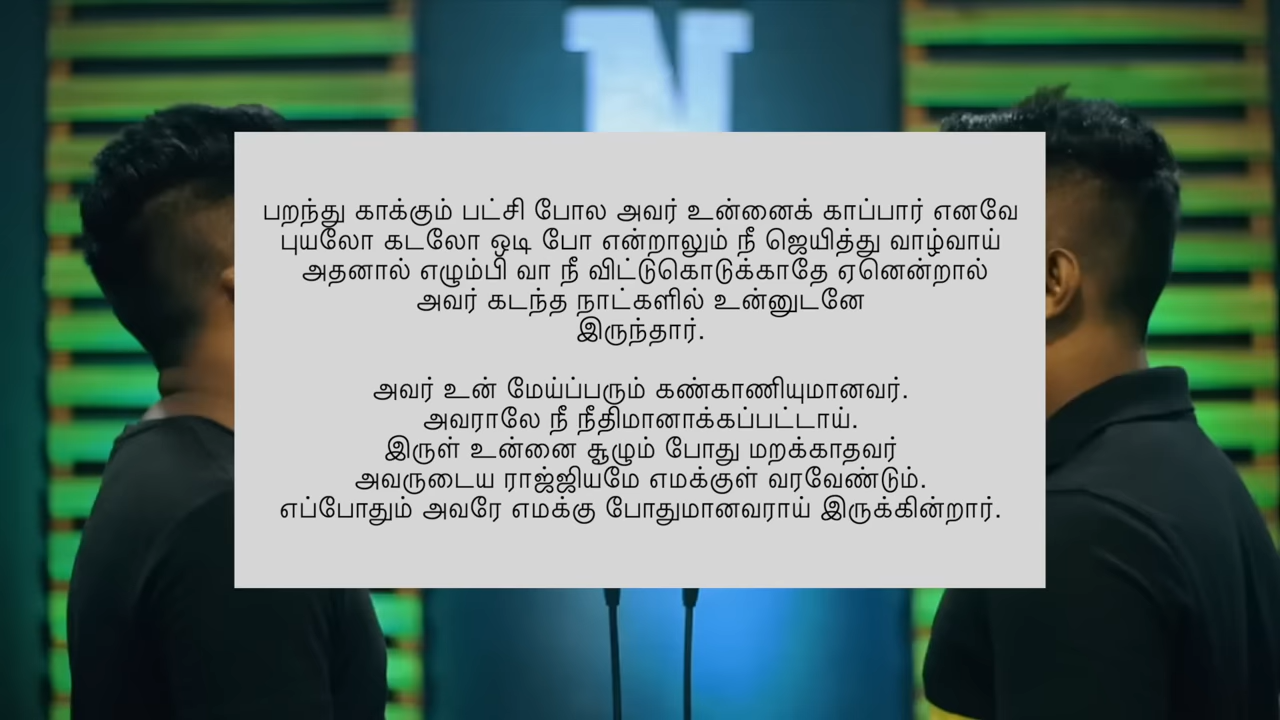 N
பறந்து காக்கும் பட்சி போல அவர் உன்னைக் காப்பார் எனவே
புயலோ கடலோ ஒடி போ என்றாலும் நீ ஜெயித்து வாழ்வாய்
அதனால் எழும்பி வா நீ விட்டுகொடுக்காதே ஏனென்றால்
அவர் கடந்த நாட்களில் உன்னுடனே
இருந்தார்.
அவர் உன் மேய்ப்பரும் கண்காணியுமானவர்.
அவராலே நீ நீதிமானாக்கப்பட்டாய்.
இருள் உன்னை சூழும் போது மறக்காதவர்
அவருடைய ராஜ்ஜியமே எமக்குள் வரவேண்டும்.
எப்போதும் அவரே எமக்கு போதுமானவராய் இருக்கின்றார்.